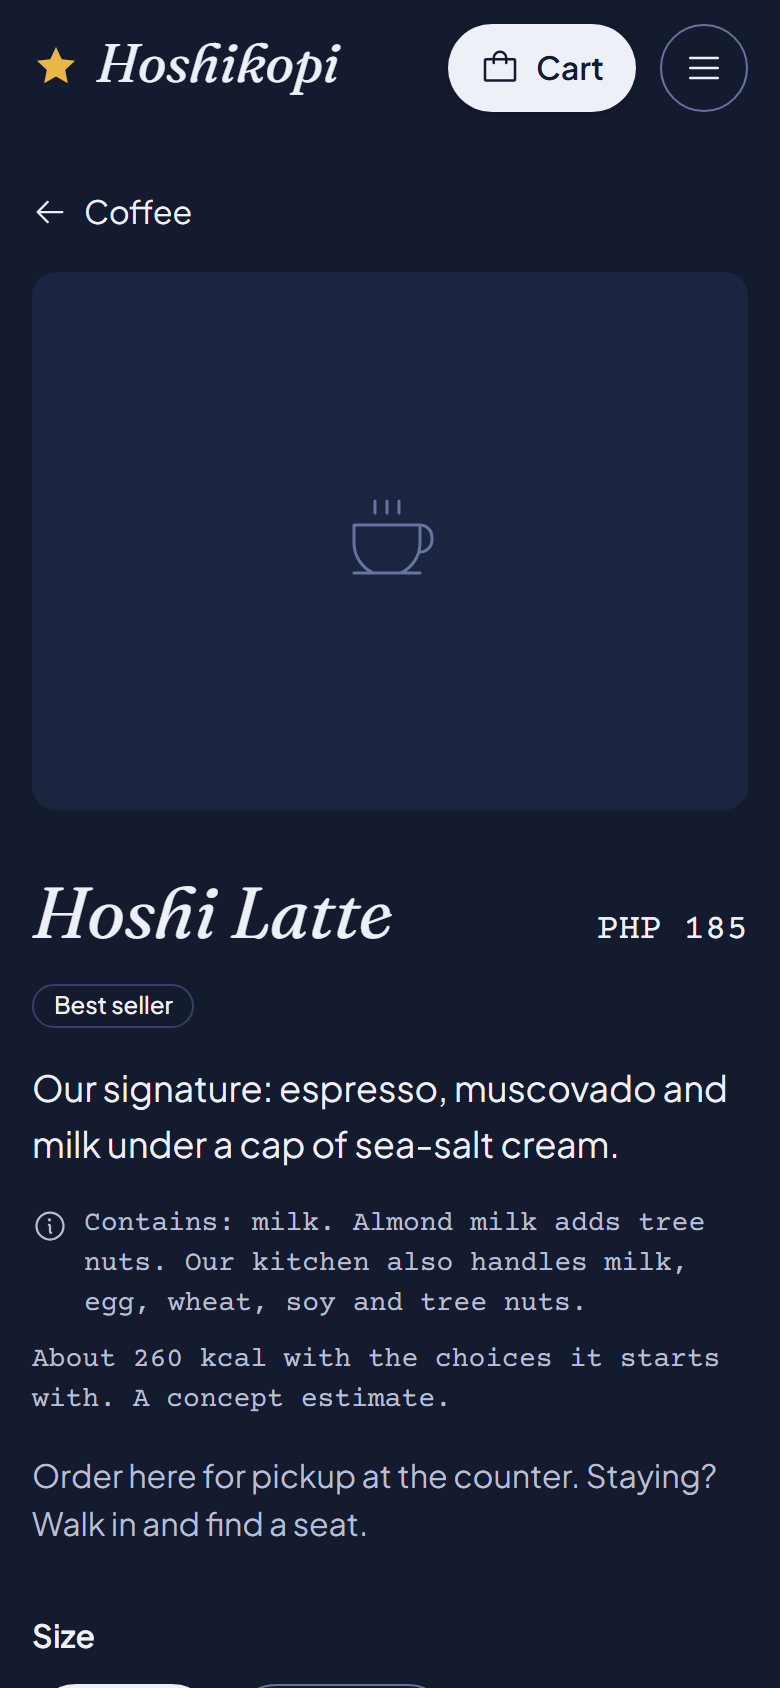 Hoshikopi
Cart
Coffee
Hoshi Latte
PHP 185
Best seller
Our signature: espresso, muscovado and
milk under a cap of sea-salt cream.
Contains: milk. Almond milk adds tree
nuts. Our kitchen also handles milk,
egg, wheat, soy and tree nuts.
About 260 kcal with the choices it starts
with. A concept estimate.
Order here for pickup at the counter. Staying?
Walk in and find a seat.
Size